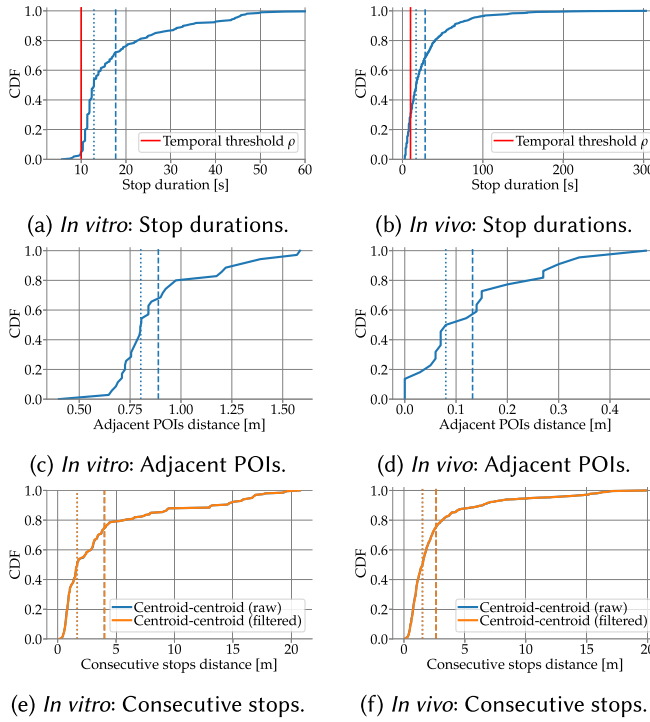 1.0
0.8
0.6
0.4
0.2
0.0
CDF
10 20 30 40 50 60
Stop duration [s]
Temporal threshold ρ
(a) In vitro: Stop durations.
1.0
0.8
0.6
0.4
0.2
0.0
CDF
0 100 200 300
Stop duration [s]
Temporal threshold ρ
(b) In vivo: Stop durations.
1.0
0.8
0.6
0.4
0.2
0.0
CDF
0.50 0.75 1.00 1.25 1.50
Adjacent POIs distance [m]
(c) In vitro: Adjacent POIs.
1.0
0.8
0.6
0.4
0.2
0.0
CDF
0.0 0.1 0.2 0.3 0.4
Adjacent POIs distance [m]
(d) In vivo: Adjacent POIs.
1.0
0.8
0.6
0.4
0.2
0.0
CDF
0 5 10 15 20
Consecutive stops distance [m]
Centroid-centroid (raw)
Centroid-centroid (filtered)
(e) In vitro: Consecutive stops.
1.0
0.8
0.6
0.4
0.2
0.0
CDF
0 5 10 15 20
Consecutive stops distance [m]
Centroid-centroid (raw)
Centroid-centroid (filtered)
(f) In vivo: Consecutive stops.